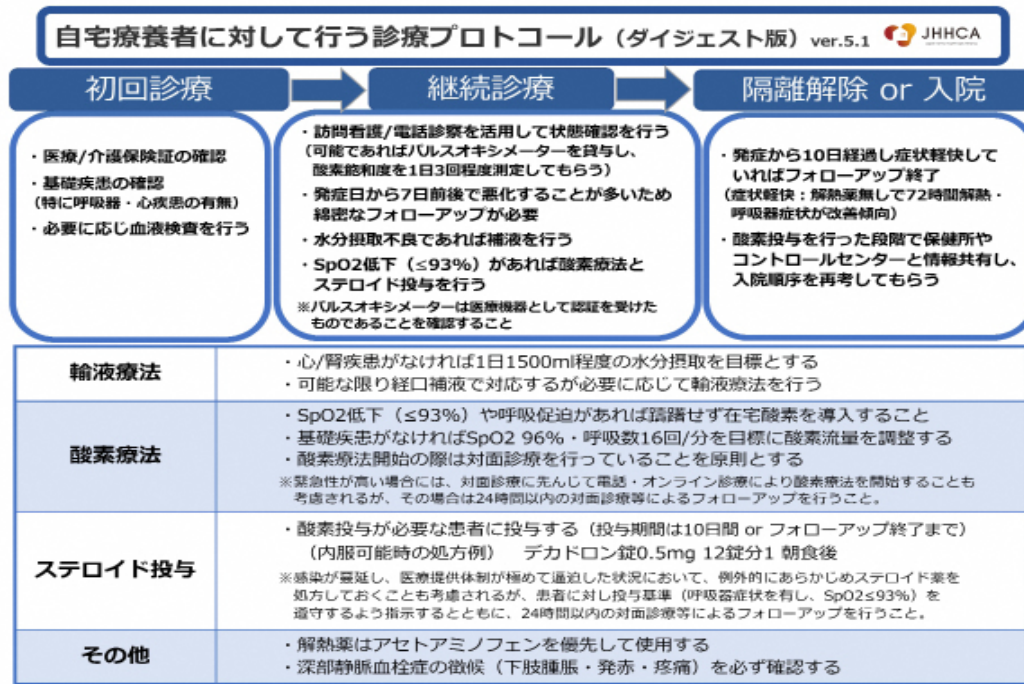 自宅療養者に対して行う診療プロトコール（ダイジェスト版）ver.5.1
JHHCA
初回診療
継続診療
隔離解除 or 入院
・医療/介護保険証の確認
・基礎疾患の確認
（特に呼吸器・心疾患の有無）
・必要に応じ血液検査を行う
・訪問看護/電話診察を活用して状態確認を行う
（可能であればパルスオキシメーターを貸与し、
酸素飽和度を1日3回程度測定してもらう）
・発症日から7日前後で悪化することが多いため
綿密なフォローアップが必要
・水分摂取不良であれば補液を行う
・SpO2低下（≤93%）があれば酸素療法と
ステロイド投与を行う
※パルスオキシメーターは医療機器として認証を受けた
ものであることを確認すること
・発症から10日経過し症状軽快して
いればフォローアップ終了
（症状軽快：解熱薬無しで72時間解熱・
呼吸器症状が改善傾向）
・酸素投与を行った段階で保健所や
コントロールセンターと情報共有し、
入院順序を再考してもらう
輸液療法
・心/腎疾患がなければ1日1500ml程度の水分摂取を目標とする
・可能な限り経口補液で対応するが必要に応じて輸液療法を行う
酸素療法
・SpO2低下（≤93%）や呼吸促迫があれば躊躇せず在宅酸素を導入すること
・基礎疾患がなければSpO2 96%・呼吸数16回/分を目標に酸素流量を調整する
・酸素療法開始の際は対面診療を行っていることを原則とする
※緊急性が高い場合には、対面診療に先んじて電話・オンライン診療により酸素療法を開始することも
考慮されるが、その場合は24時間以内の対面診療等によるフォローアップを行うこと。
ステロイド投与
・酸素投与が必要な患者に投与する（投与期間は10日間 or フォローアップ終了まで）
（内服可能時の処方例） デカドロン錠0.5mg 12錠分1 朝食後
※感染が蔓延し、医療提供体制が極めて逼迫した状況において、例外的にあらかじめステロイド薬を
処方しておくことも考慮されるが、患者に対し投与基準（呼吸器症状を有し、SpO2≤93%）を
遵守するよう指示するとともに、24時間以内の対面診療等によるフォローアップを行うこと。
その他
・解熱薬はアセトアミノフェンを優先して使用する
・深部静脈血栓症の徴候（下肢腫脹・発赤・疼痛）を必ず確認する